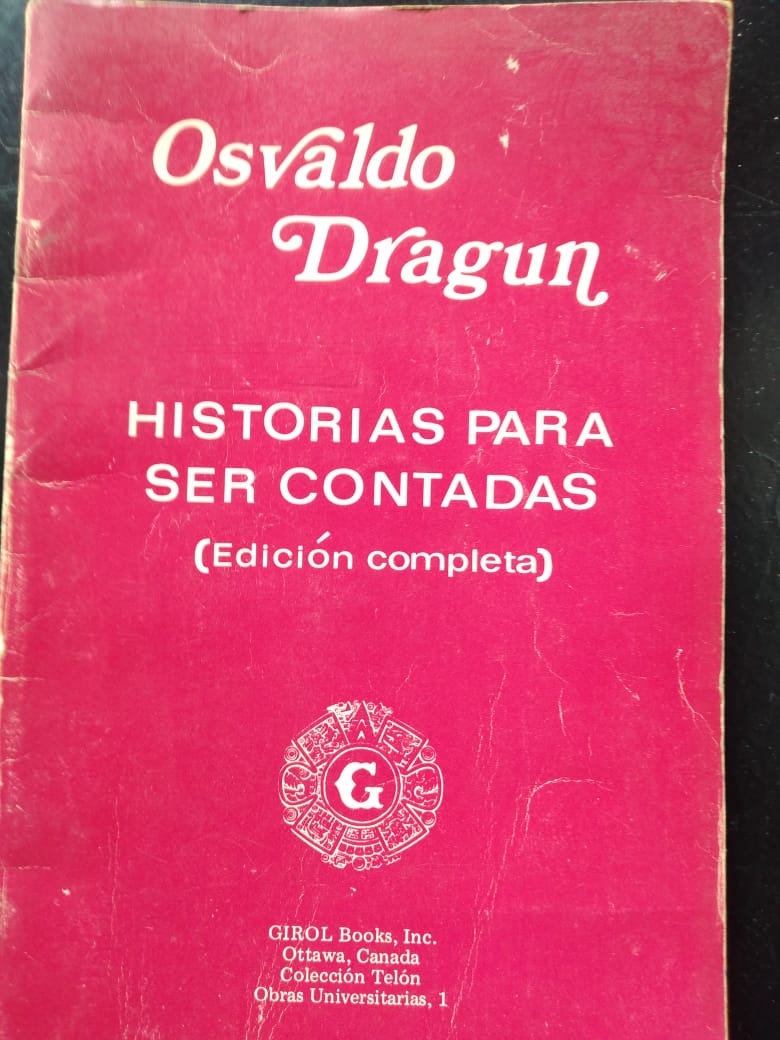 Osvaldo
Dragun
HISTORIAS PARA
SER CONTADAS
(Edición completa)
G
GIROL Books, Inc.
Ottawa, Canada
Colección Telón
Obras Universitarias, 1